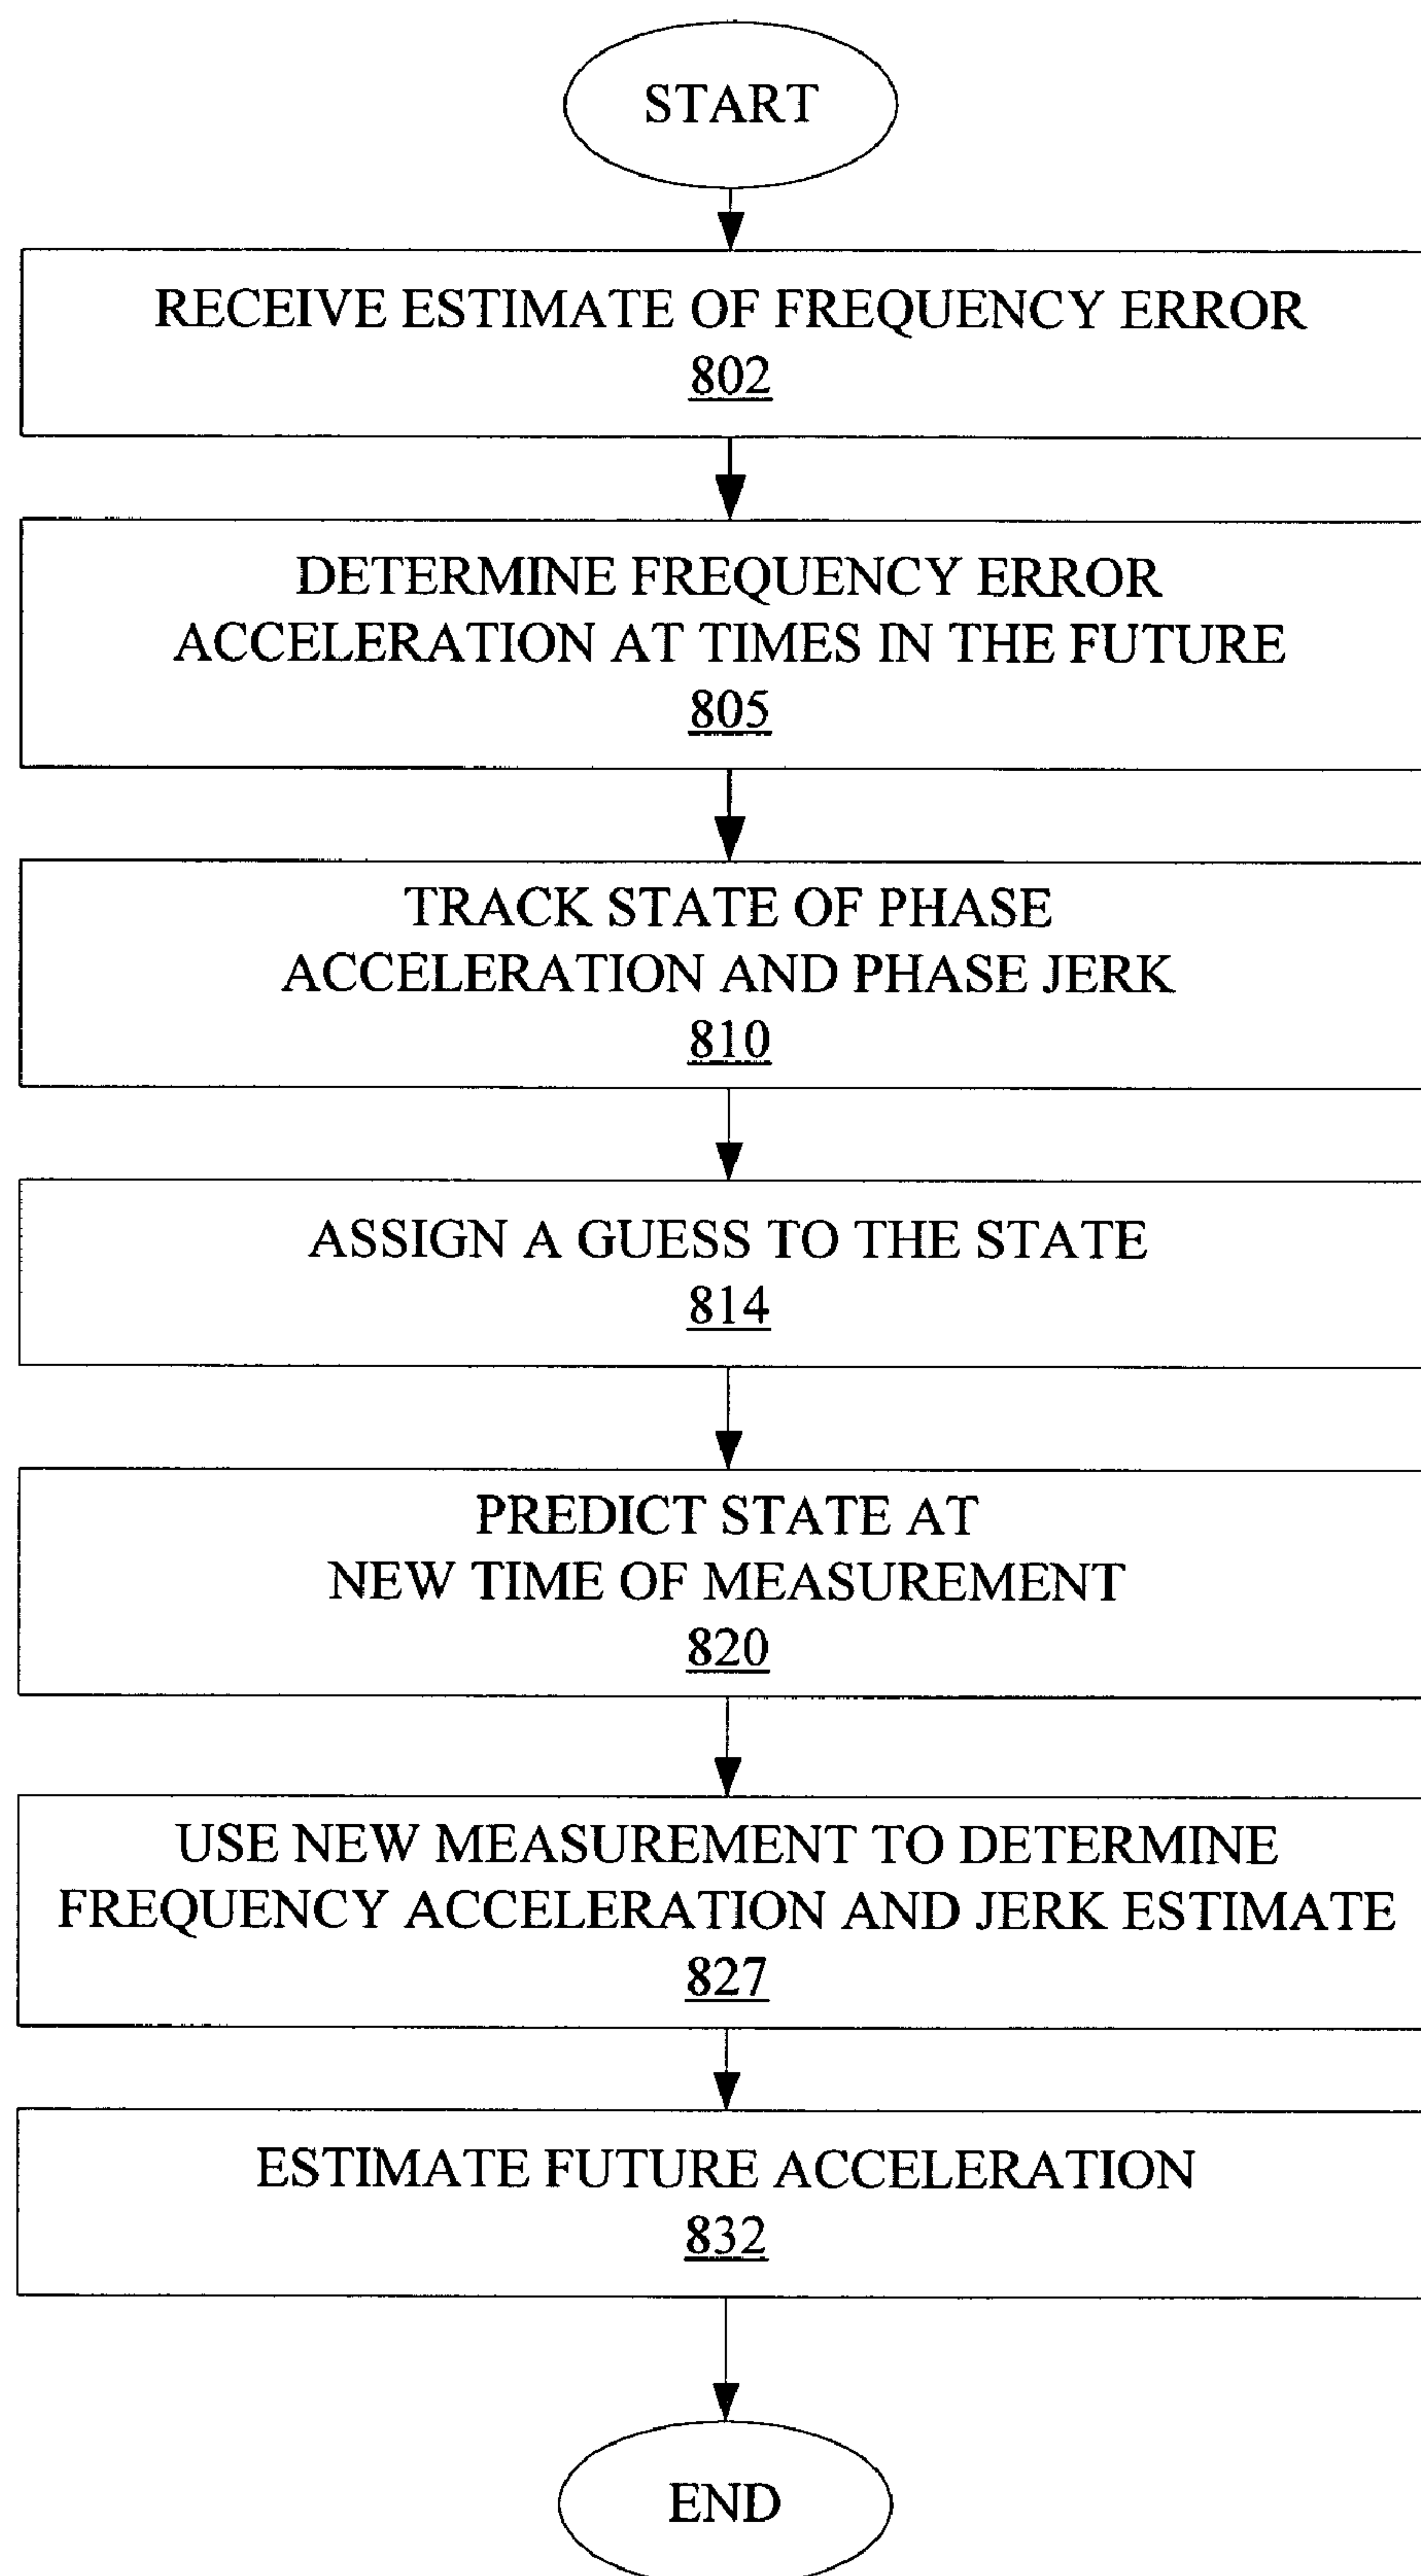 START
RECEIVE ESTIMATE OF FREQUENCY ERROR
802
DETERMINE FREQUENCY ERROR
ACCELERATION AT TIMES IN THE FUTURE
805
TRACK STATE OF PHASE
ACCELERATION AND PHASE JERK
810
ASSIGN A GUESS TO THE STATE
814
PREDICT STATE AT
NEW TIME OF MEASUREMENT
820
USE NEW MEASUREMENT TO DETERMINE
FREQUENCY ACCELERATION AND JERK ESTIMATE
827
ESTIMATE FUTURE ACCELERATION
832
END